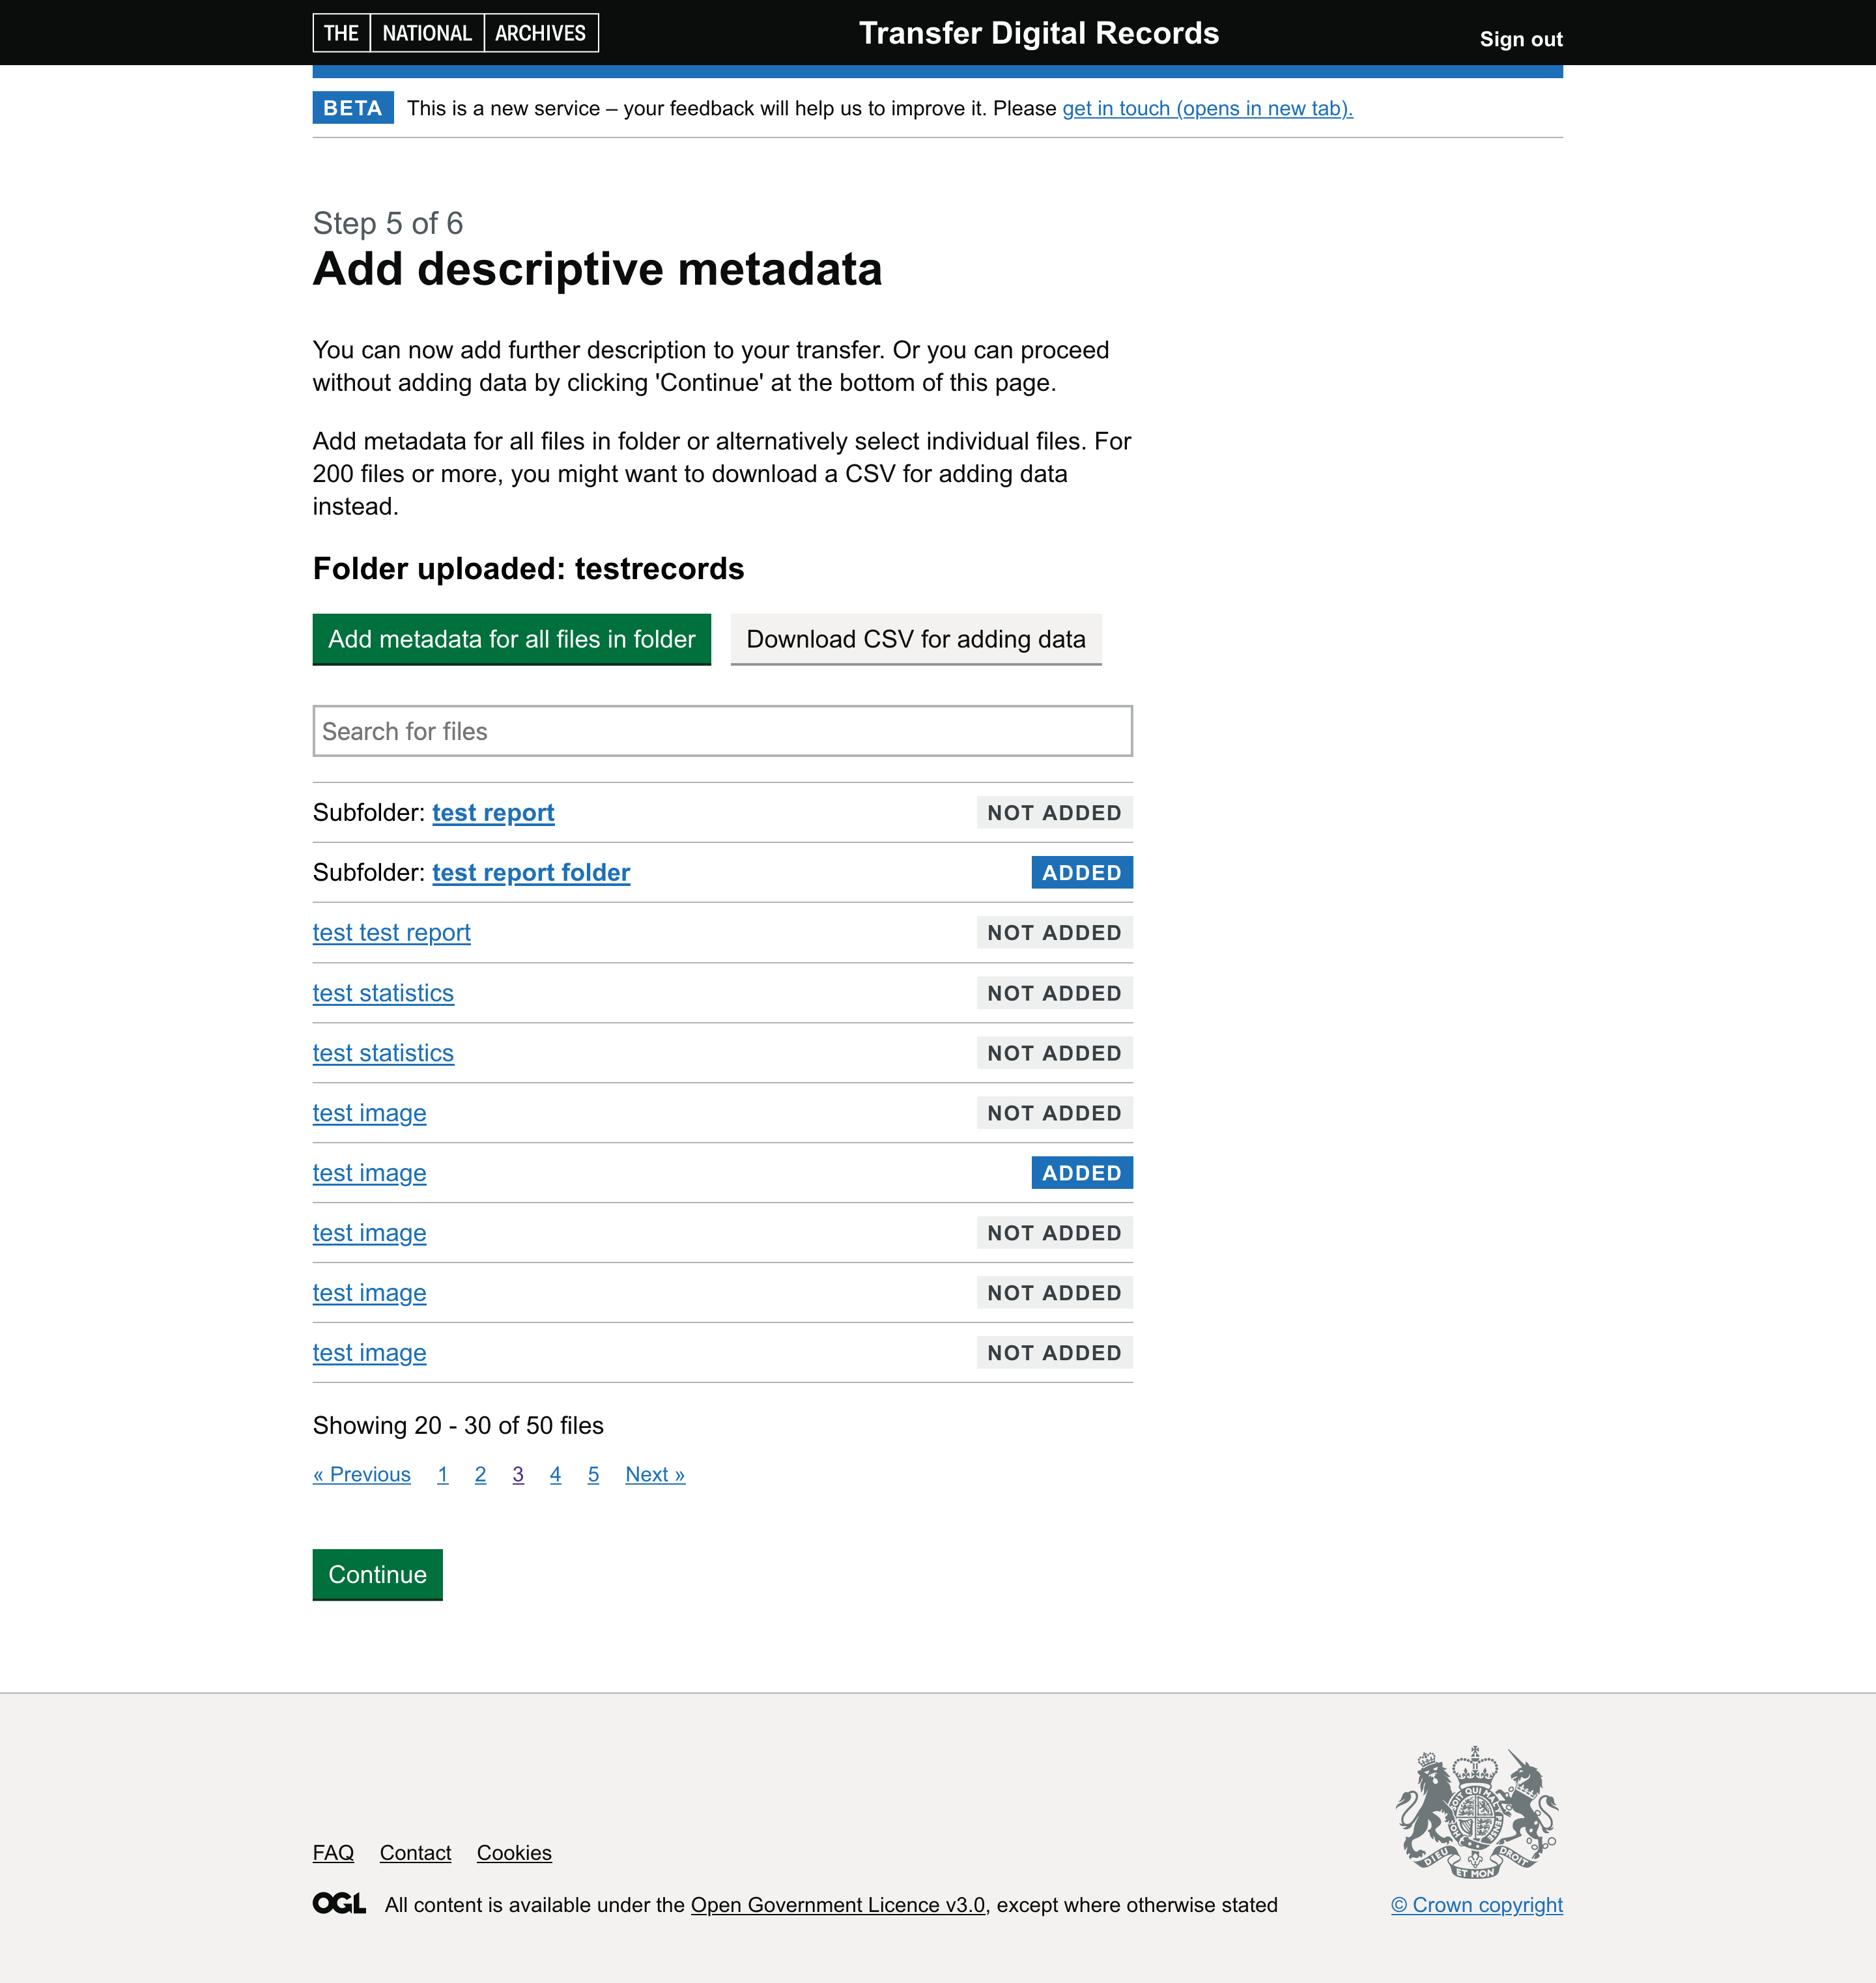 THE NATIONAL ARCHIVES
Transfer Digital Records
Sign out
BETA This is a new service – your feedback will help us to improve it. Please get in touch (opens in new tab).
Step 5 of 6
Add descriptive metadata
You can now add further description to your transfer. Or you can proceed
without adding data by clicking 'Continue' at the bottom of this page.
Add metadata for all files in folder or alternatively select individual files. For
200 files or more, you might want to download a CSV for adding data
instead.
Folder uploaded: testrecords
Add metadata for all files in folder
Download CSV for adding data
Search for files
Subfolder: test report NOT ADDED
Subfolder: test report folder ADDED
test test report NOT ADDED
test statistics NOT ADDED
test statistics NOT ADDED
test image NOT ADDED
test image ADDED
test image NOT ADDED
test image NOT ADDED
test image NOT ADDED
Showing 20 - 30 of 50 files
« Previous 1 2 3 4 5 Next »
Continue
DIEU ET MON DROIT
FAQ Contact Cookies
OGL All content is available under the Open Government Licence v3.0, except where otherwise stated
© Crown copyright